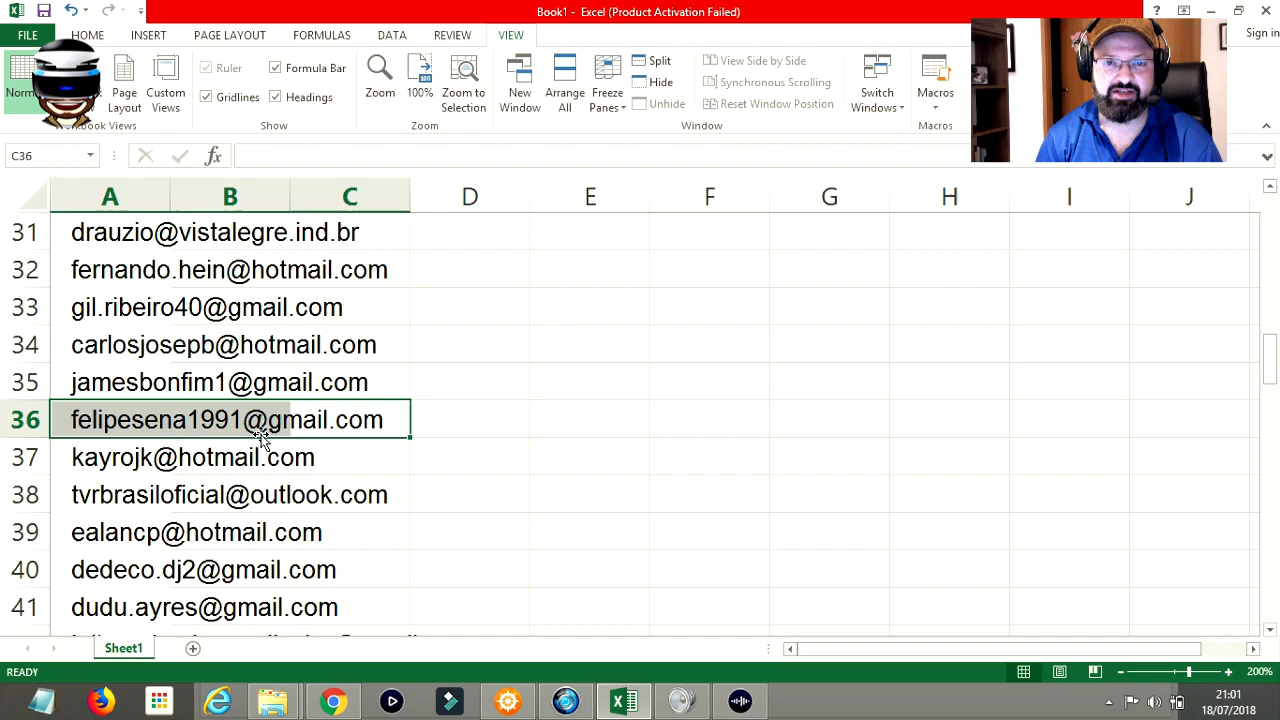 Book1 - Excel (Product Activation Failed)
?
FILE HOME INSERT PAGE LAYOUT FORMULAS DATA REVIEW VIEW Sign in
Page Layout
Custom Views
Ruler
Formula Bar
Gridlines
Headings
Zoom
100%
Zoom to Selection
New Window
Arrange All
Freeze Panes
Split
Hide
Unhide
View Side by Side
Synchronous Scrolling
Reset Window Position
Switch Windows
Macros
Show
Zoom
Window
Macros
C36
fx
A B C D E F G H I J
31 drauzio@vistalegre.ind.br
32 fernando.hein@hotmail.com
33 gil.ribeiro40@gmail.com
34 carlosjosepb@hotmail.com
35 jamesbonfim1@gmail.com
36 felipesena1991@gmail.com
37 kayrojk@hotmail.com
38 tvrbrasiloficial@outlook.com
39 ealancp@hotmail.com
40 dedeco.dj2@gmail.com
41 dudu.ayres@gmail.com
Sheet1
READY
200%
21:01
18/07/2018